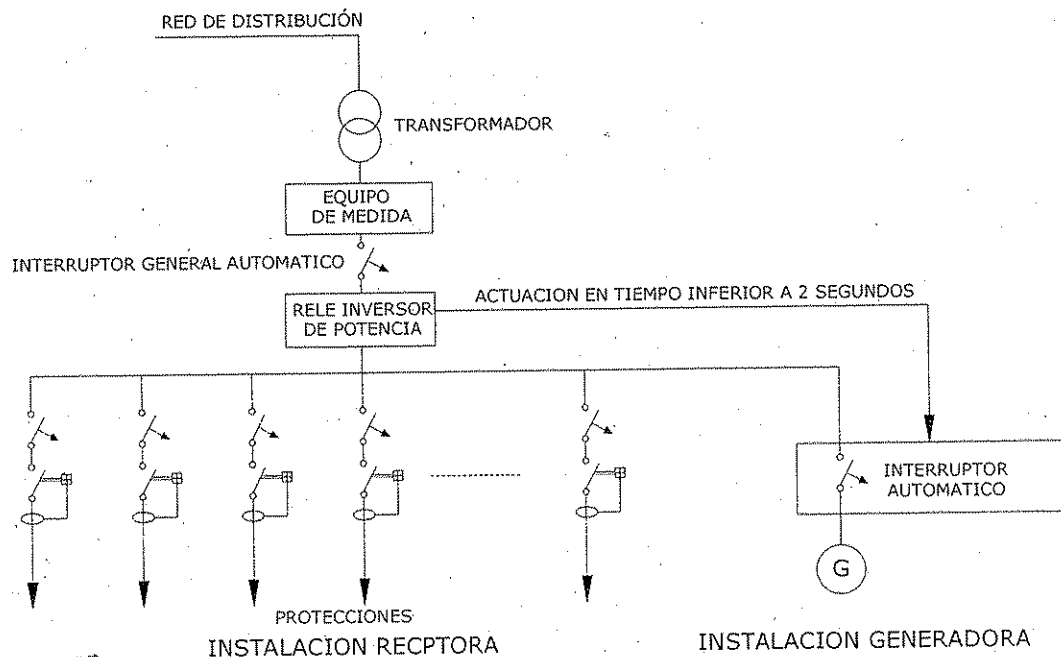 RED DE DISTRIBUCIÓN
TRANSFORMADOR
EQUIPO
DE MEDIDA
INTERRUPTOR GENERAL AUTOMATICO
RELE INVERSOR
DE POTENCIA
ACTUACION EN TIEMPO INFERIOR A 2 SEGUNDOS
INTERRUPTOR
AUTOMATICO
G
PROTECCIONES
INSTALACION RECPTORA
INSTALACION GENERADORA